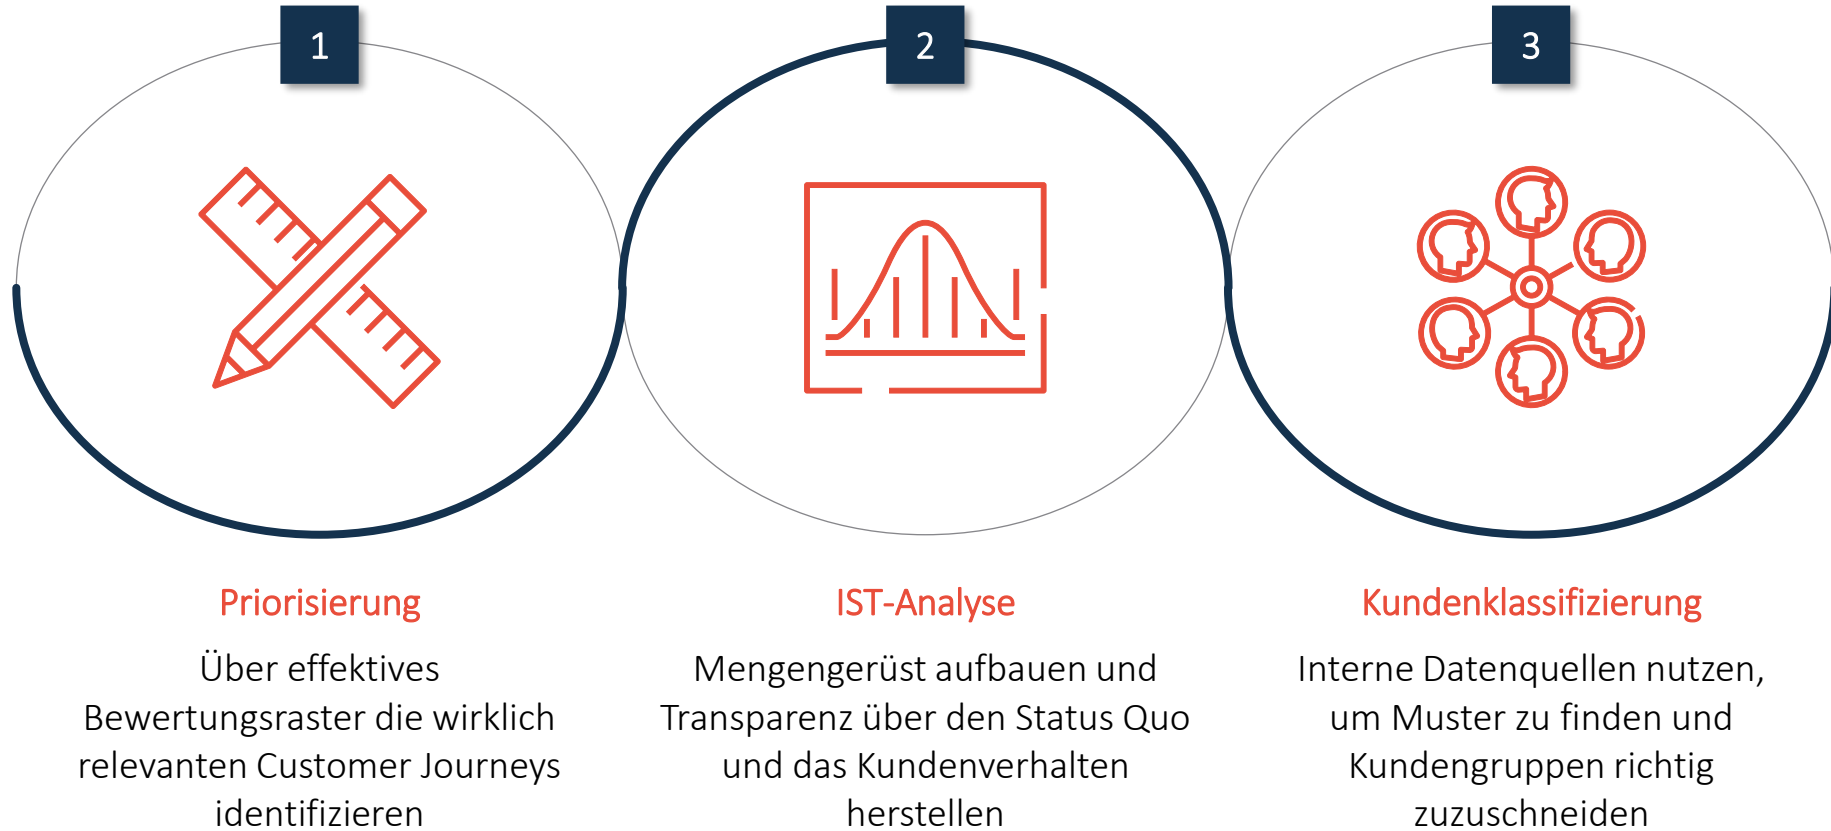 1
2
3
Priorisierung
Über effektives
Bewertungsraster die wirklich
relevanten Customer Journeys
identifizieren
IST-Analyse
Mengengerüst aufbauen und
Transparenz über den Status Quo
und das Kundenverhalten
herstellen
Kundenklassifizierung
Interne Datenquellen nutzen,
um Muster zu finden und
Kundengruppen richtig
zuzuschneiden